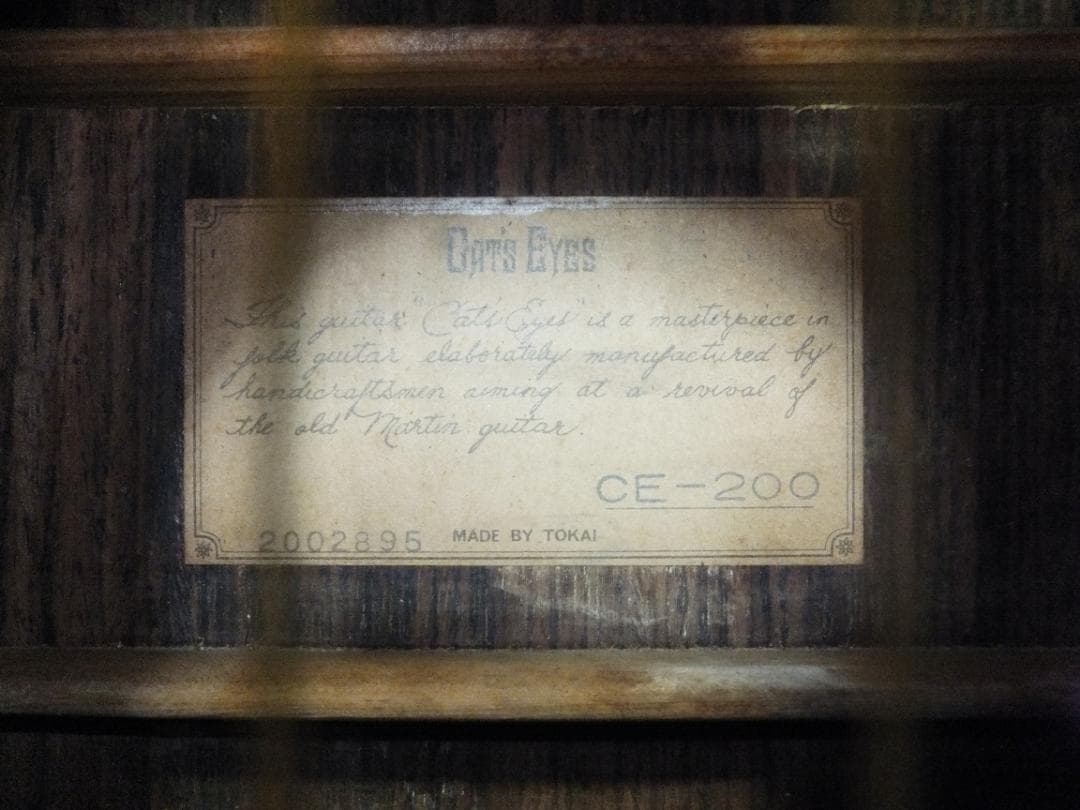 CAT'S EYES
This guitar "Cat's Eyes" is a masterpiece in
folk guitar elaborately manufactured by
handicraftsmen aiming at a revival of
the old Martin guitar.
CE-200
2002895 MADE BY TOKAI